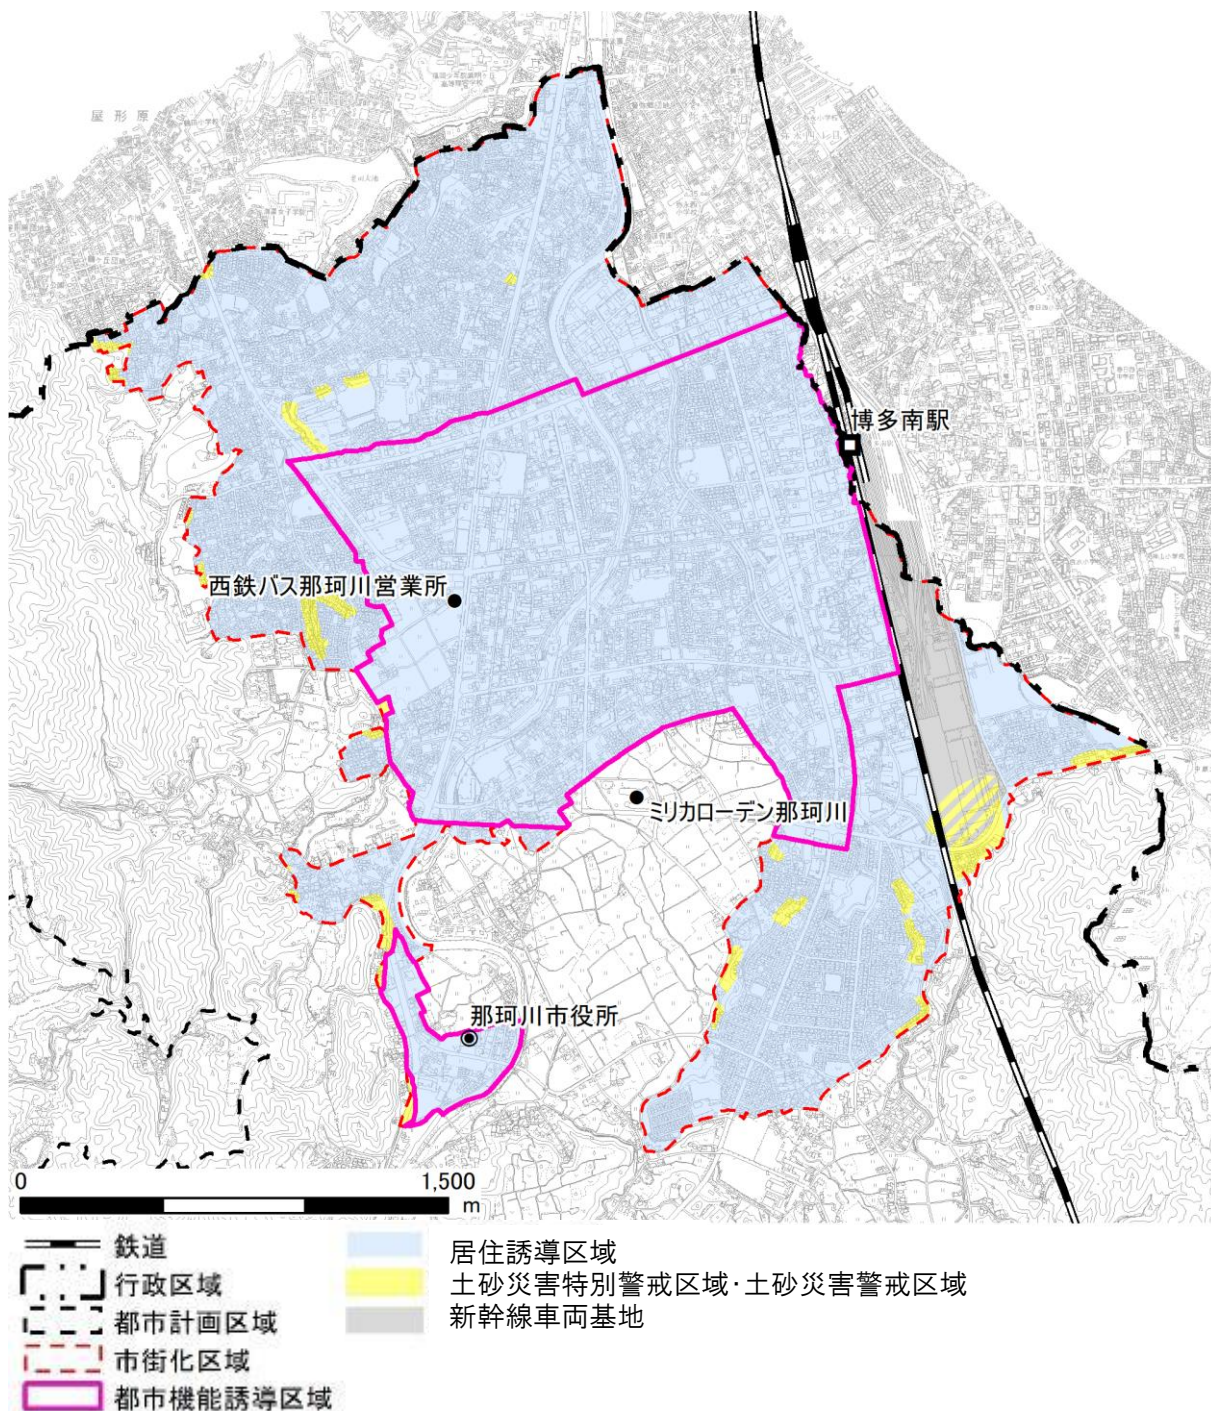 屋形原
博多南駅
西鉄バス那珂川営業所
ミリカローデン那珂川
那珂川市役所
0 1,500
m
鉄道
行政区域
都市計画区域
市街化区域
都市機能誘導区域
居住誘導区域
土砂災害特別警戒区域・土砂災害警戒区域
新幹線車両基地